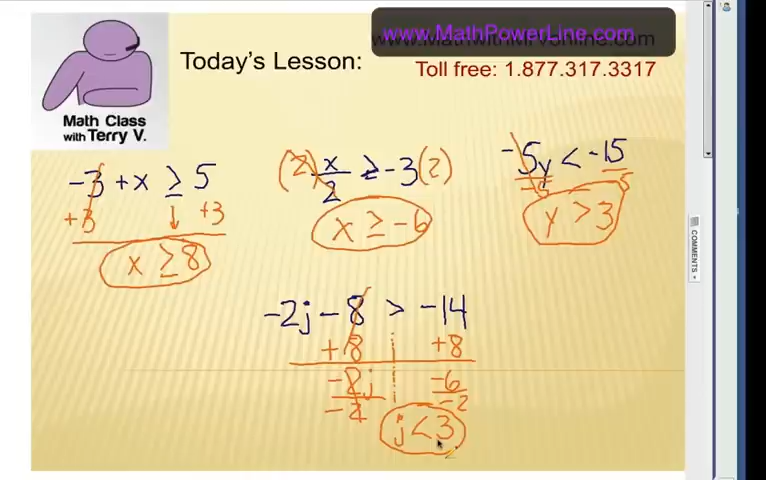 www.MathPowerLine.com
Today's Lesson:
Toll free: 1.877.317.3317
Math Class
with Terry V.
-3 + x ≥ 5
+3 +3
x ≥ 8
(2) x/2 ≥ -3 (2)
x ≥ -6
-5y < -15
-5 -5
y > 3
-2j - 8 > -14
+8 +8
-2j -6
-2 -2
j < 3
COMMENTS